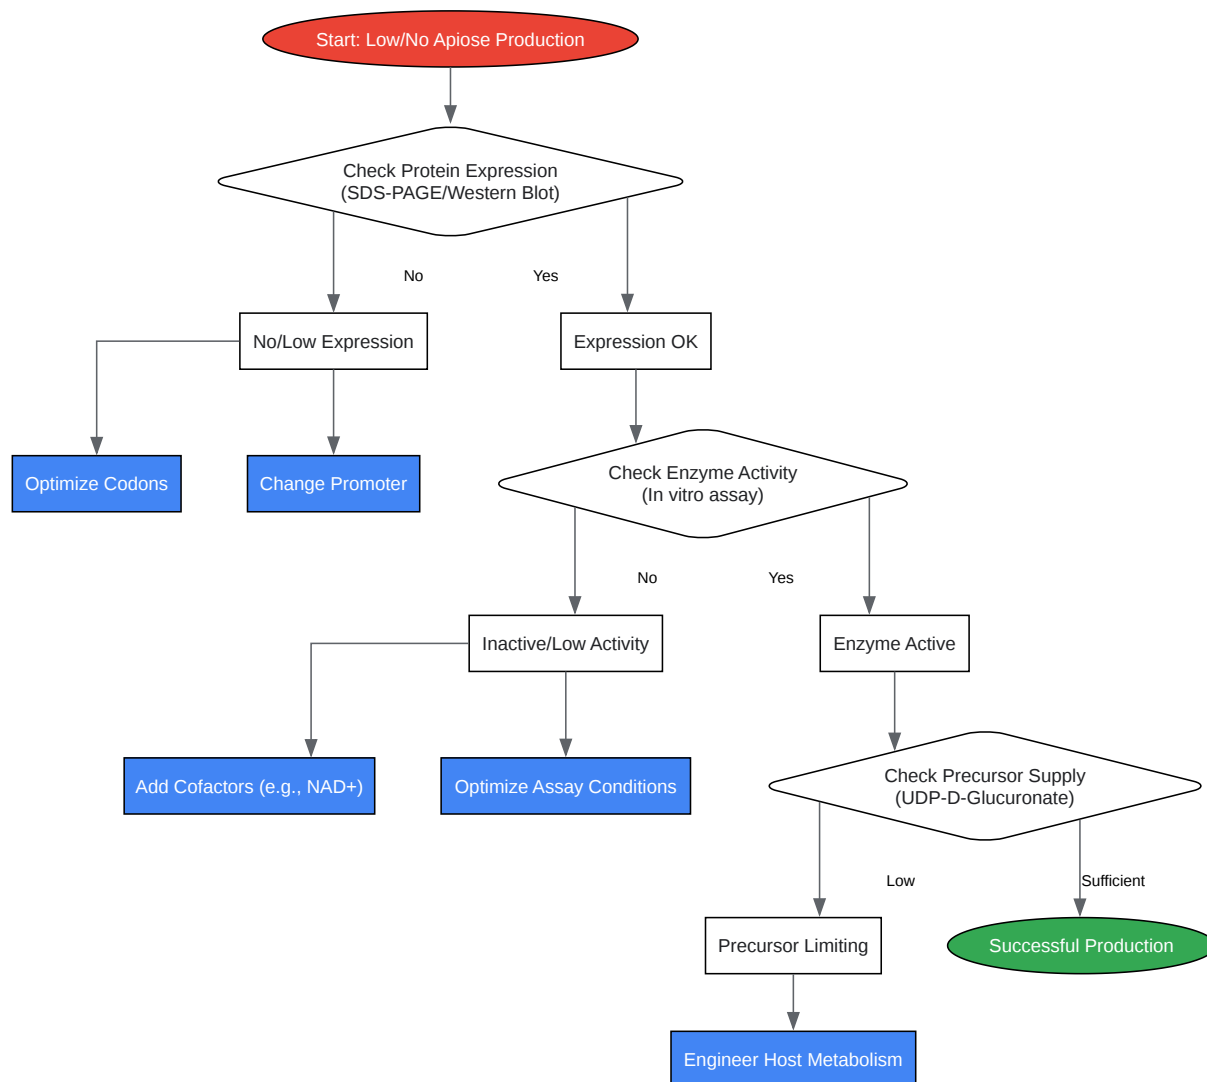 Start: Low/No Apiose Production
Check Protein Expression
(SDS-PAGE/Western Blot)
No
Yes
No/Low Expression
Expression OK
Optimize Codons
Change Promoter
Check Enzyme Activity
(In vitro assay)
No
Yes
Inactive/Low Activity
Enzyme Active
Add Cofactors (e.g., NAD+)
Optimize Assay Conditions
Check Precursor Supply
(UDP-D-Glucuronate)
Low
Sufficient
Precursor Limiting
Successful Production
Engineer Host Metabolism